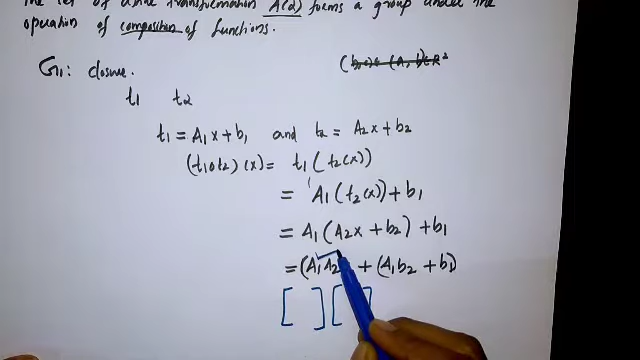 The set of affine transformation A(2) forms a group under the
operation of composition of functions.
G1: closure.
t1 t2
t1 = A1x + b1 and t2 = A2x + b2
(t1 o t2)(x) = t1(t2(x))
= A1(t2(x)) + b1
= A1(A2x + b2) + b1
= (A1A2 + (A1b2 + b1)
[ ] [ ]